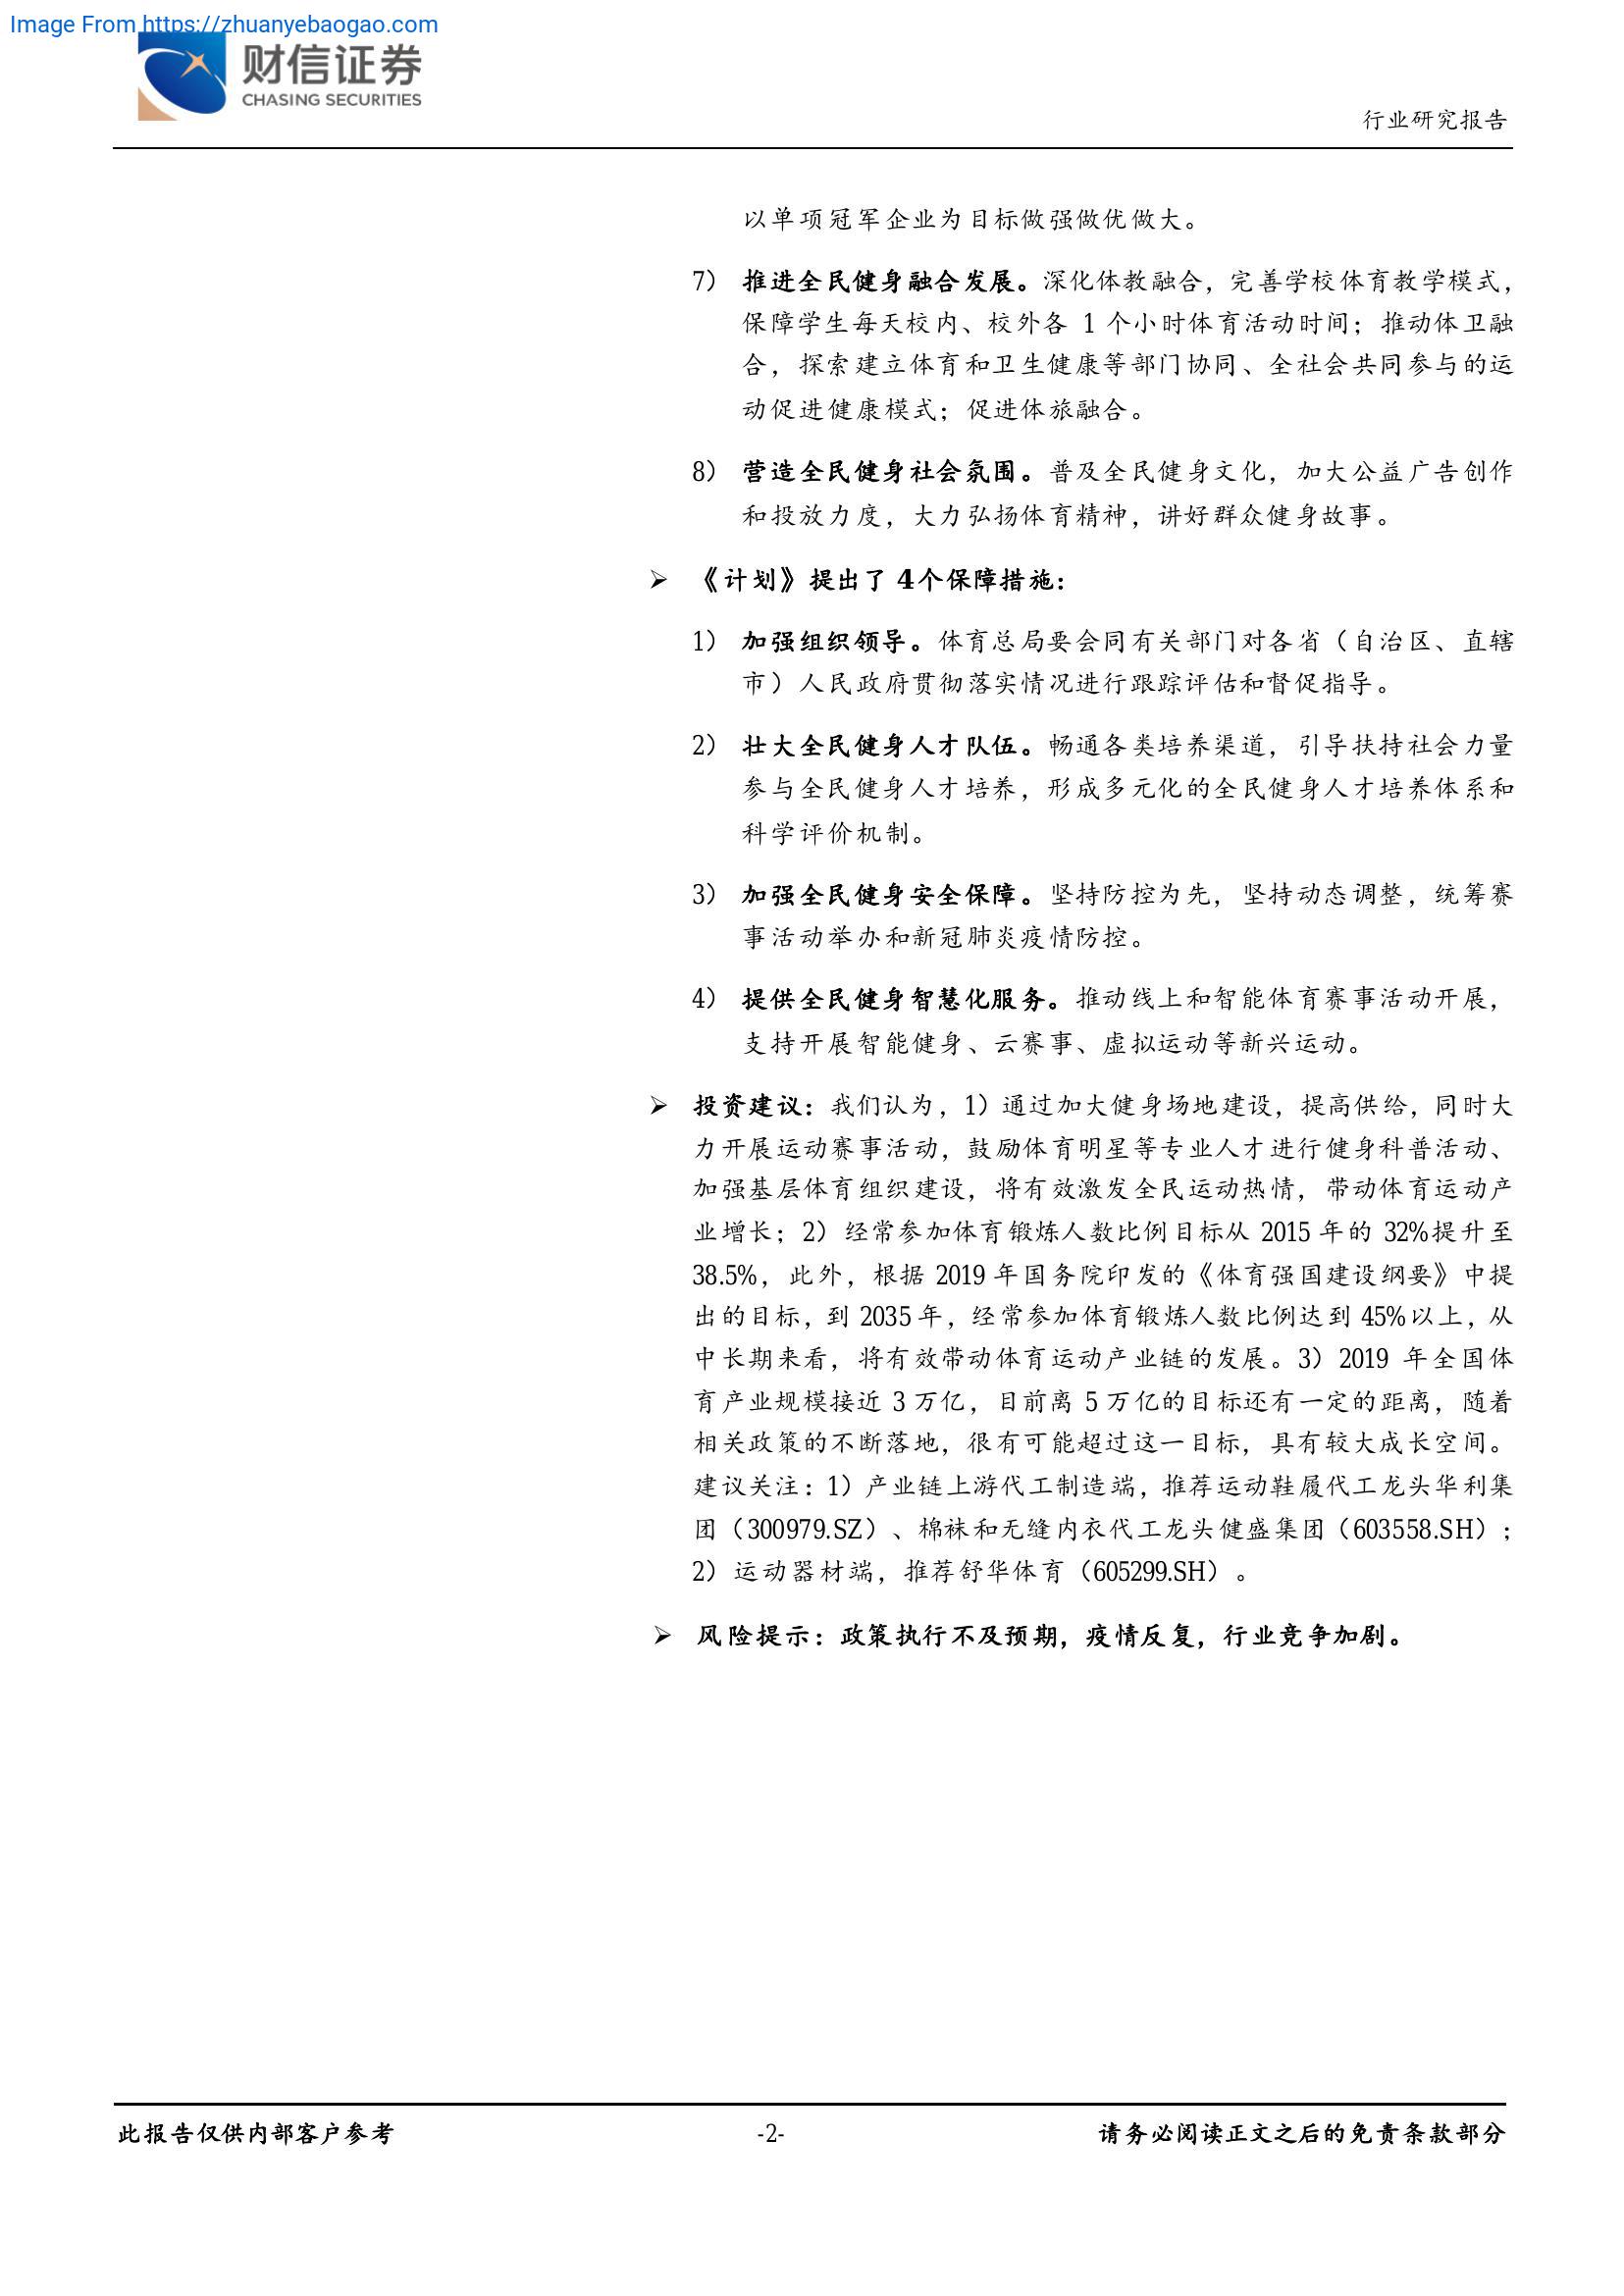 Image From https://zhuanyebaogao.com
财信证券
CHASING SECURITIES
行业研究报告
以单项冠军企业为目标做强做优做大。
7） 推进全民健身融合发展。深化体教融合，完善学校体育教学模式，
保障学生每天校内、校外各 1 个小时体育活动时间；推动体卫融
合，探索建立体育和卫生健康等部门协同、全社会共同参与的运
动促进健康模式；促进体旅融合。
8） 营造全民健身社会氛围。普及全民健身文化，加大公益广告创作
和投放力度，大力弘扬体育精神，讲好群众健身故事。
➢ 《计划》提出了 4个保障措施：
1） 加强组织领导。体育总局要会同有关部门对各省（自治区、直辖
市）人民政府贯彻落实情况进行跟踪评估和督促指导。
2） 壮大全民健身人才队伍。畅通各类培养渠道，引导扶持社会力量
参与全民健身人才培养，形成多元化的全民健身人才培养体系和
科学评价机制。
3） 加强全民健身安全保障。坚持防控为先，坚持动态调整，统筹赛
事活动举办和新冠肺炎疫情防控。
4） 提供全民健身智慧化服务。推动线上和智能体育赛事活动开展，
支持开展智能健身、云赛事、虚拟运动等新兴运动。
➢ 投资建议：我们认为，1）通过加大健身场地建设，提高供给，同时大
力开展运动赛事活动，鼓励体育明星等专业人才进行健身科普活动、
加强基层体育组织建设，将有效激发全民运动热情，带动体育运动产
业增长；2）经常参加体育锻炼人数比例目标从 2015 年的 32%提升至
38.5%，此外，根据 2019 年国务院印发的《体育强国建设纲要》中提
出的目标，到 2035 年，经常参加体育锻炼人数比例达到 45%以上，从
中长期来看，将有效带动体育运动产业链的发展。3）2019 年全国体
育产业规模接近 3 万亿，目前离 5 万亿的目标还有一定的距离，随着
相关政策的不断落地，很有可能超过这一目标，具有较大成长空间。
建议关注：1）产业链上游代工制造端，推荐运动鞋履代工龙头华利集
团（300979.SZ）、棉袜和无缝内衣代工龙头健盛集团（603558.SH）；
2）运动器材端，推荐舒华体育（605299.SH）。
➢ 风险提示：政策执行不及预期，疫情反复，行业竞争加剧。
此报告仅供内部客户参考
-2-
请务必阅读正文之后的免责条款部分